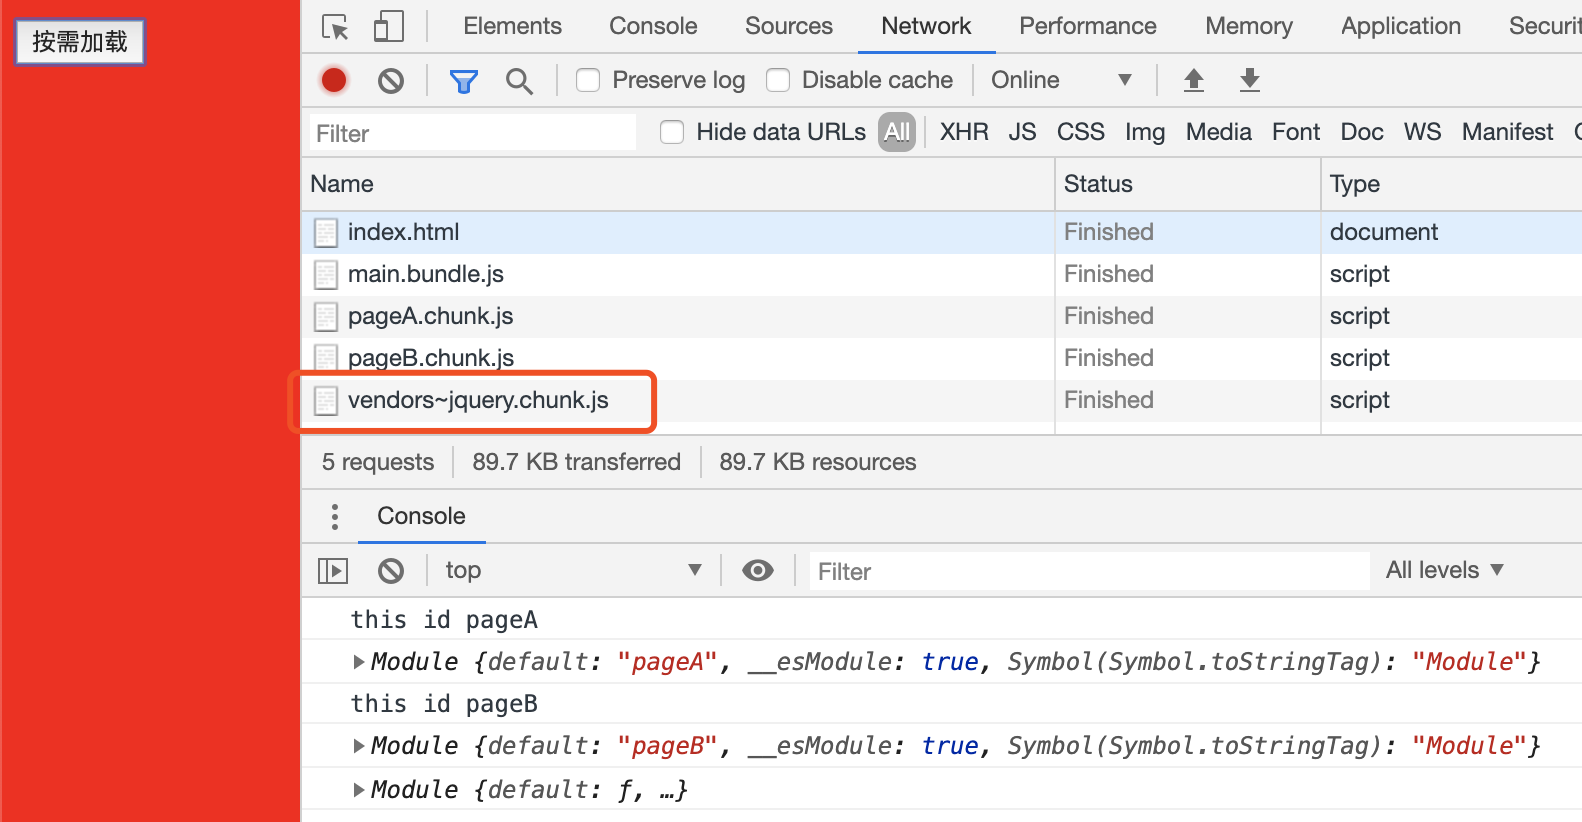 按需加载
Elements Console Sources Network Performance Memory Application Securit
Preserve log Disable cache Online
Filter Hide data URLs All XHR JS CSS Img Media Font Doc WS Manifest
Name Status Type
index.html Finished document
main.bundle.js Finished script
pageA.chunk.js Finished script
pageB.chunk.js Finished script
vendors~jquery.chunk.js Finished script
5 requests 89.7 KB transferred 89.7 KB resources
Console
top Filter All levels
this id pageA
Module {default: "pageA", __esModule: true, Symbol(Symbol.toStringTag): "Module"}
this id pageB
Module {default: "pageB", __esModule: true, Symbol(Symbol.toStringTag): "Module"}
Module {default: ƒ, …}